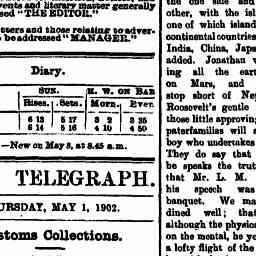 vents and literary matter generally
sed "THE EDITOR."
tters and those relating to adver-
be addressed "MANAGER."
Diary.
SUN. H. W. ON BAR
Rises. Sets. Morn. Even
6 13 5 17 3 2 3 35
6 14 5 16 4 10 4 50
—New on May 8, at 8.45 a.m.
TELEGRAPH.
URSDAY, MAY 1, 1902.
stoms Collections.
the one side and
other, with the isl
one of which island
continental countries
India, China, Japa
added. Jonathan v
ing all the eart
on Mars, and
stop short of Ne
Roosevelt's gentle
those little approvin
paterfamilias will a
boy who undertakes
They do say that
be speaks the trut
that Mr. L. M.
his speech was
banquet. We ma
dined well; that
although the physic
on the mental, he ye
a lofty flight of the